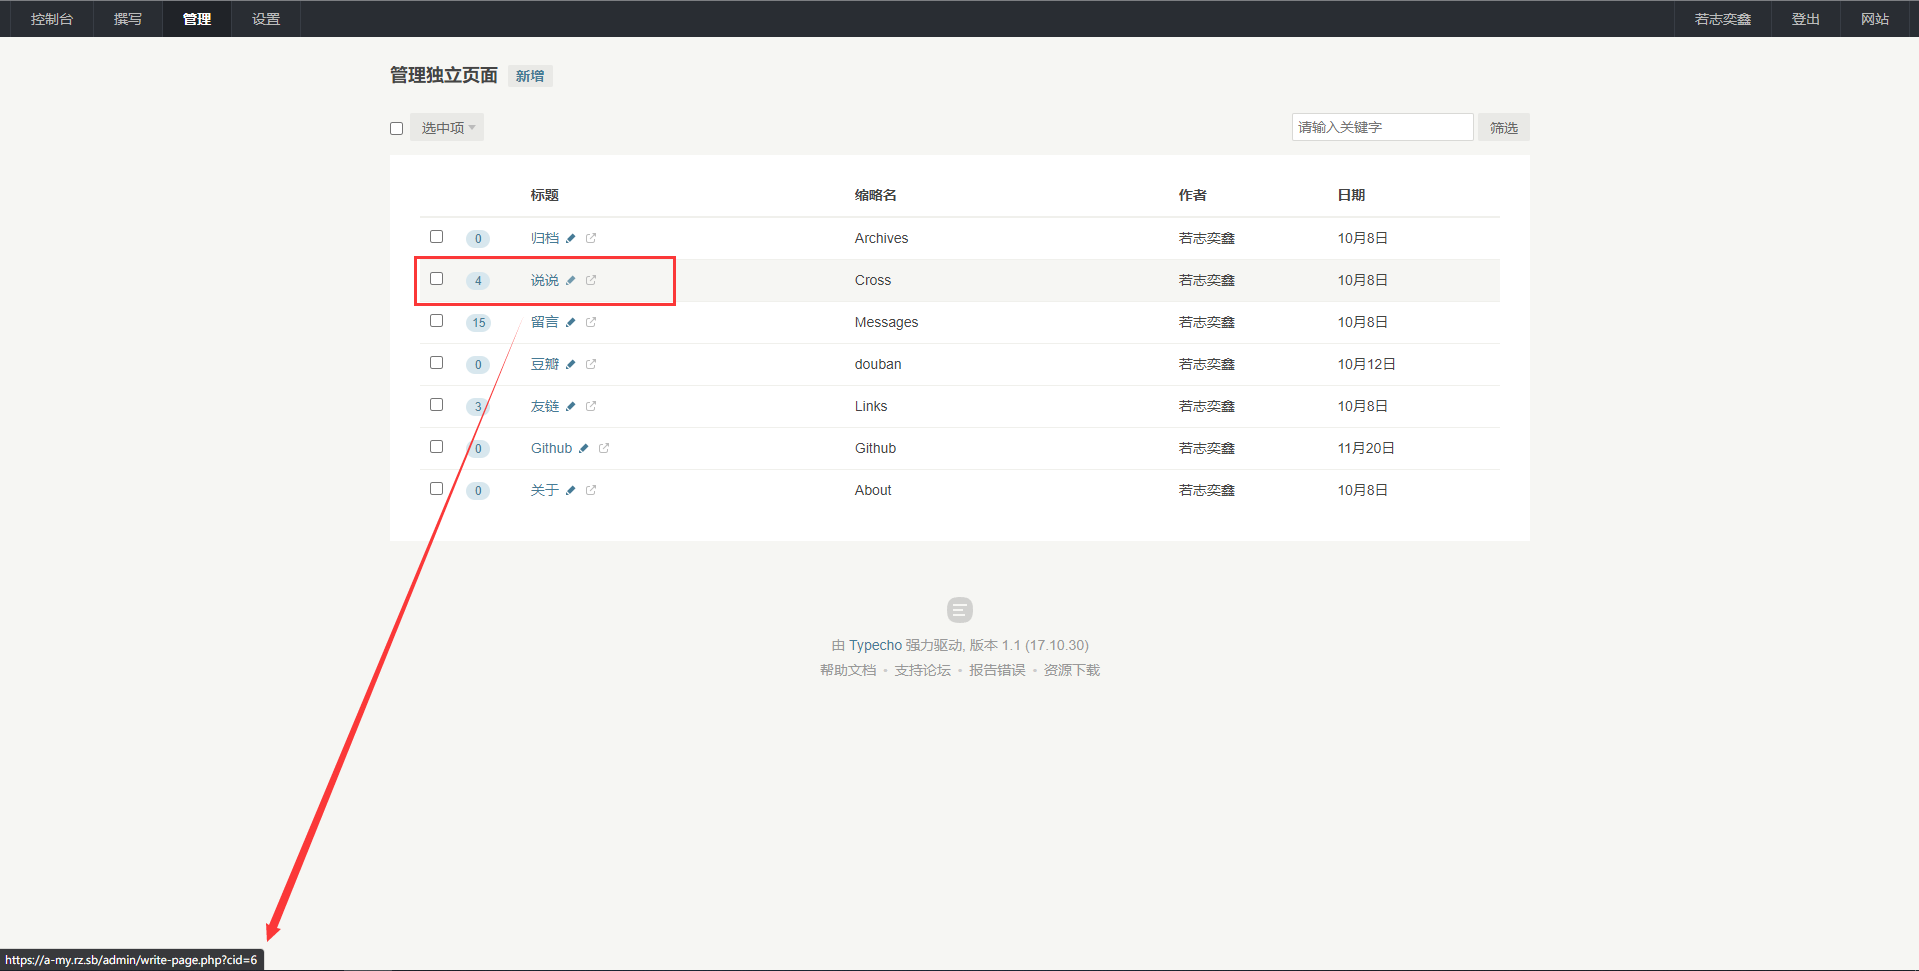 控制台 撰写 管理 设置 若志奕鑫 登出 网站
管理独立页面 新增
选中项 请输入关键字 筛选
标题 缩略名 作者 日期
0 归档 Archives 若志奕鑫 10月8日
4 说说 Cross 若志奕鑫 10月8日
15 留言 Messages 若志奕鑫 10月8日
0 豆瓣 douban 若志奕鑫 10月12日
3 友链 Links 若志奕鑫 10月8日
0 Github Github 若志奕鑫 11月20日
0 关于 About 若志奕鑫 10月8日
由 Typecho 强力驱动, 版本 1.1 (17.10.30)
帮助文档 • 支持论坛 • 报告错误 • 资源下载
https://a-my.rz.sb/admin/write-page.php?cid=6